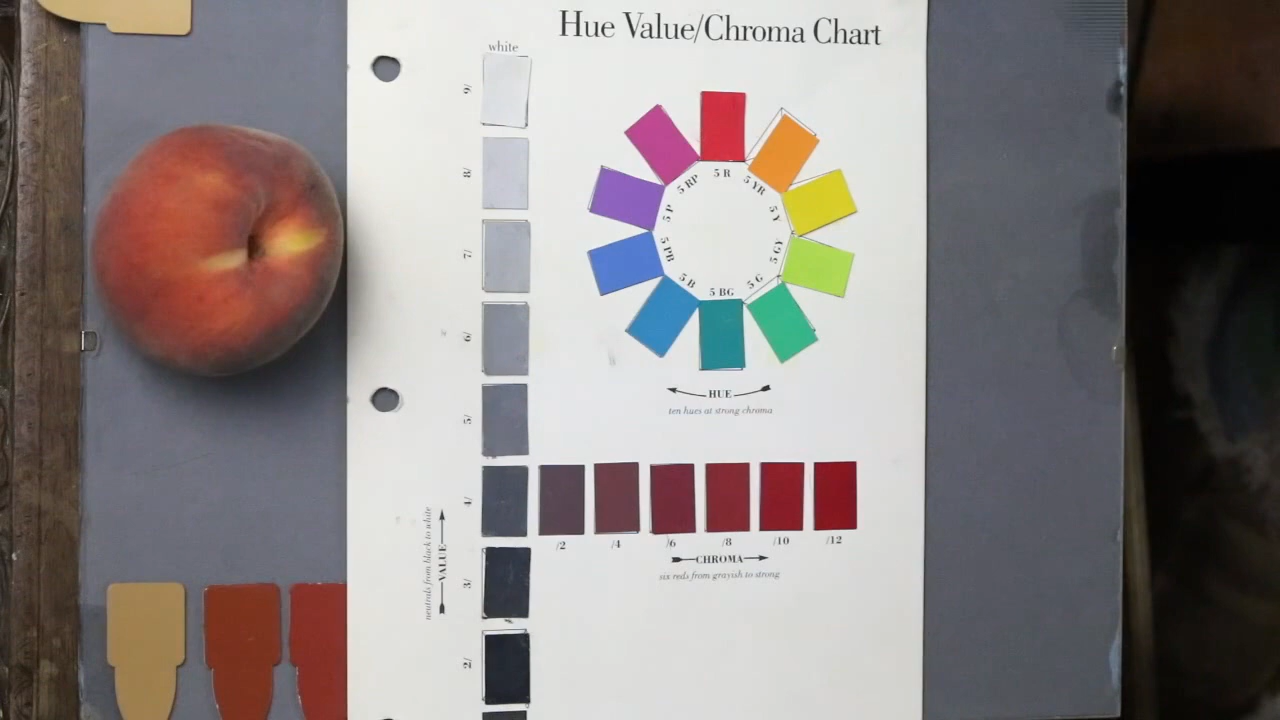 Hue Value/Chroma Chart
white
9/
8/
7/
6/
5/
4/
3/
2/
neutrals from black to white
VALUE
5 R
5 YR
5 Y
5 GY
5 G
5 BG
5 B
5 PB
5 P
5 RP
HUE
ten hues at strong chroma
/2 /4 /6 /8 /10 /12
CHROMA
six reds from grayish to strong